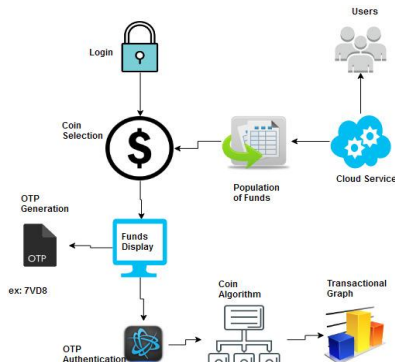 Users
Login
Coin
Selection
$
Cloud Service
Population
of Funds
OTP
Generation
Funds
Display
OTP
ex: 7VD8
Coin
Algorithm
Transactional
Graph
OTP
Authentication